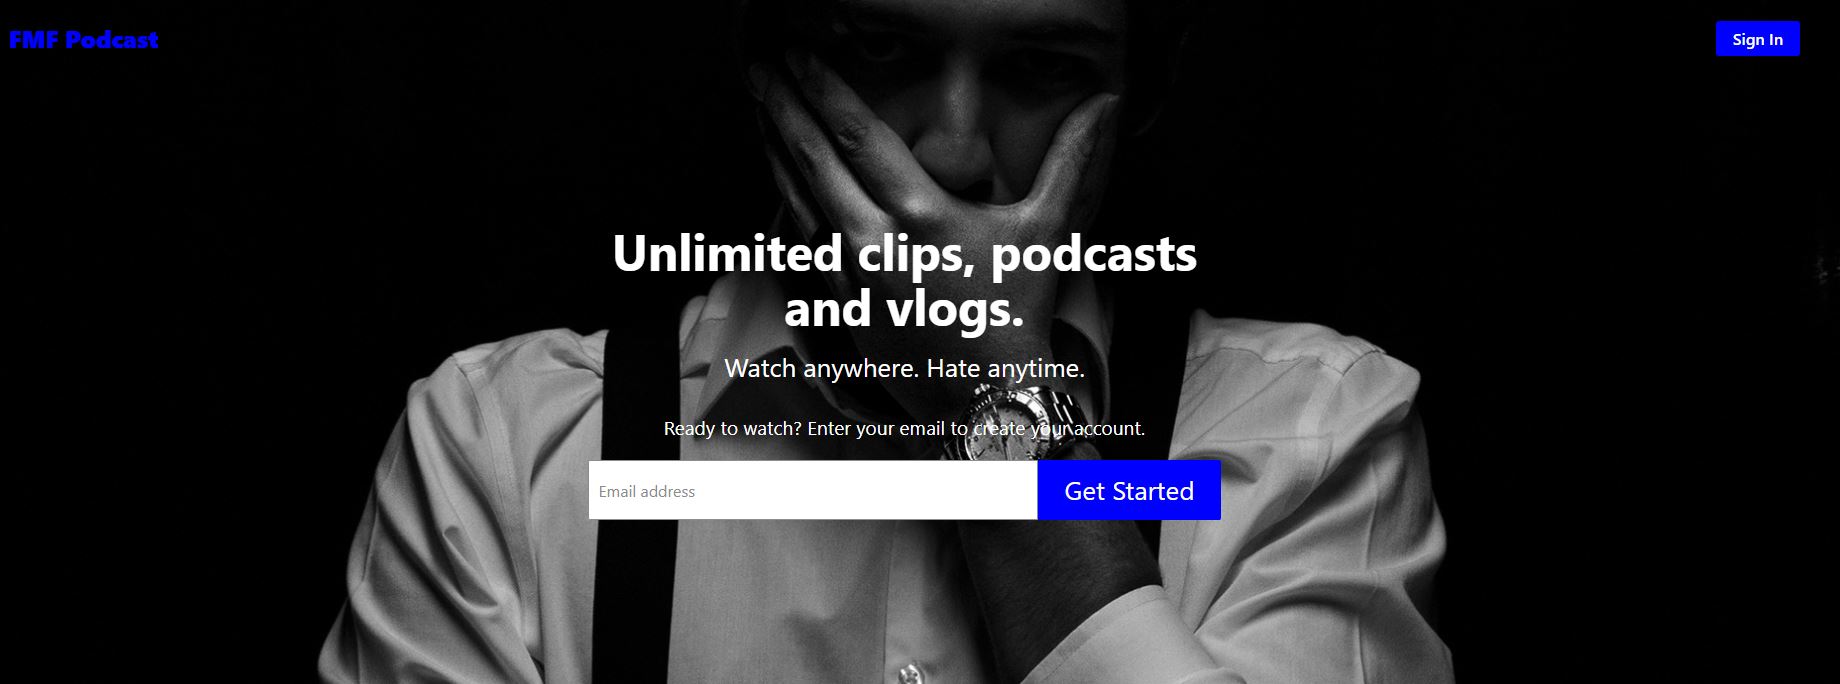 FMF Podcast
Sign In
Unlimited clips, podcasts
and vlogs.
Watch anywhere. Hate anytime.
Ready to watch? Enter your email to create your account.
Email address
Get Started